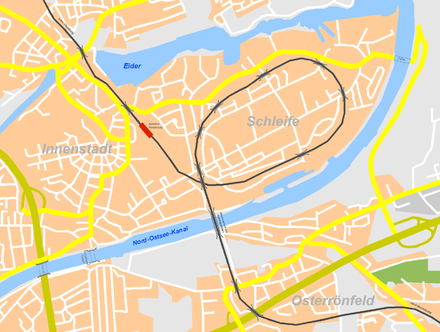 Eider
Schleife
Innenstadt
Nord-Ostsee-Kanal
Osterrönfeld